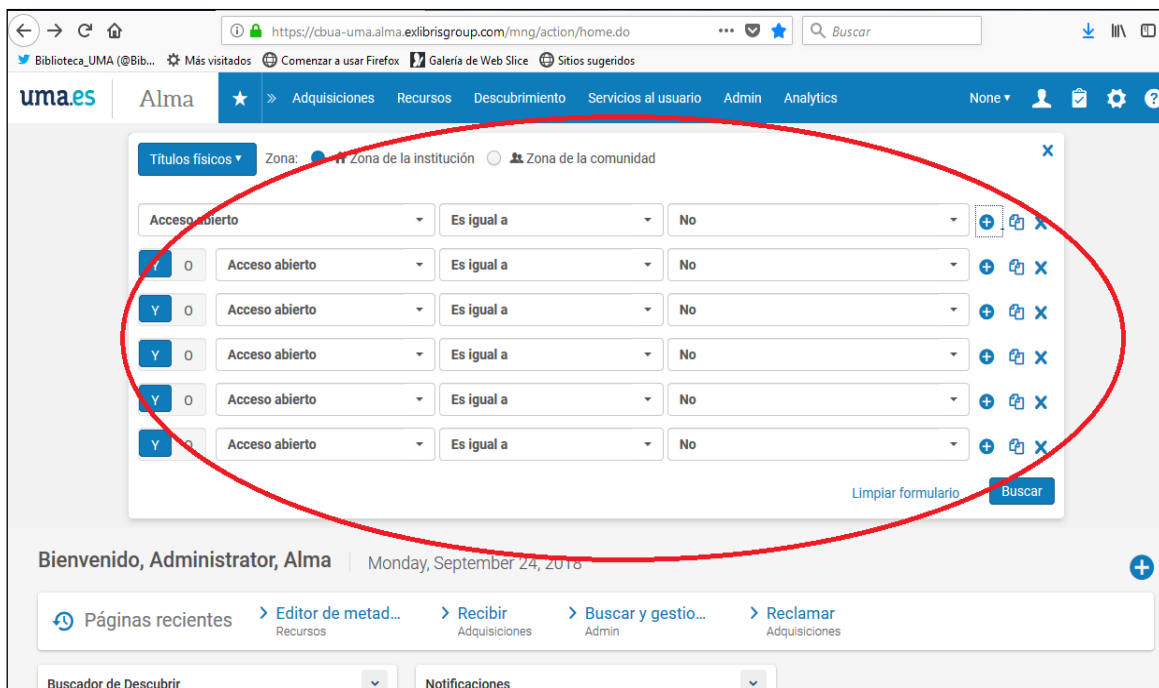 https://cbua-uma.alma.exlibrisgroup.com/mng/action/home.do Buscar
Biblioteca_UMA (@Bib... Más visitados Comenzar a usar Firefox Galería de Web Slice Sitios sugeridos
uma.es Alma Adquisiciones Recursos Descubrimiento Servicios al usuario Admin Analytics None
Títulos físicos Zona: Zona de la institución Zona de la comunidad
Acceso abierto Es igual a No
Y O Acceso abierto Es igual a No
Y O Acceso abierto Es igual a No
Y O Acceso abierto Es igual a No
Y O Acceso abierto Es igual a No
Y O Acceso abierto Es igual a No
Limpiar formulario Buscar
Bienvenido, Administrator, Alma Monday, September 24, 2018
Páginas recientes Editor de metad... Recibir Buscar y gestio... Reclamar
Recursos Adquisiciones Admin Adquisiciones
Buscador de Descubrir Notificaciones